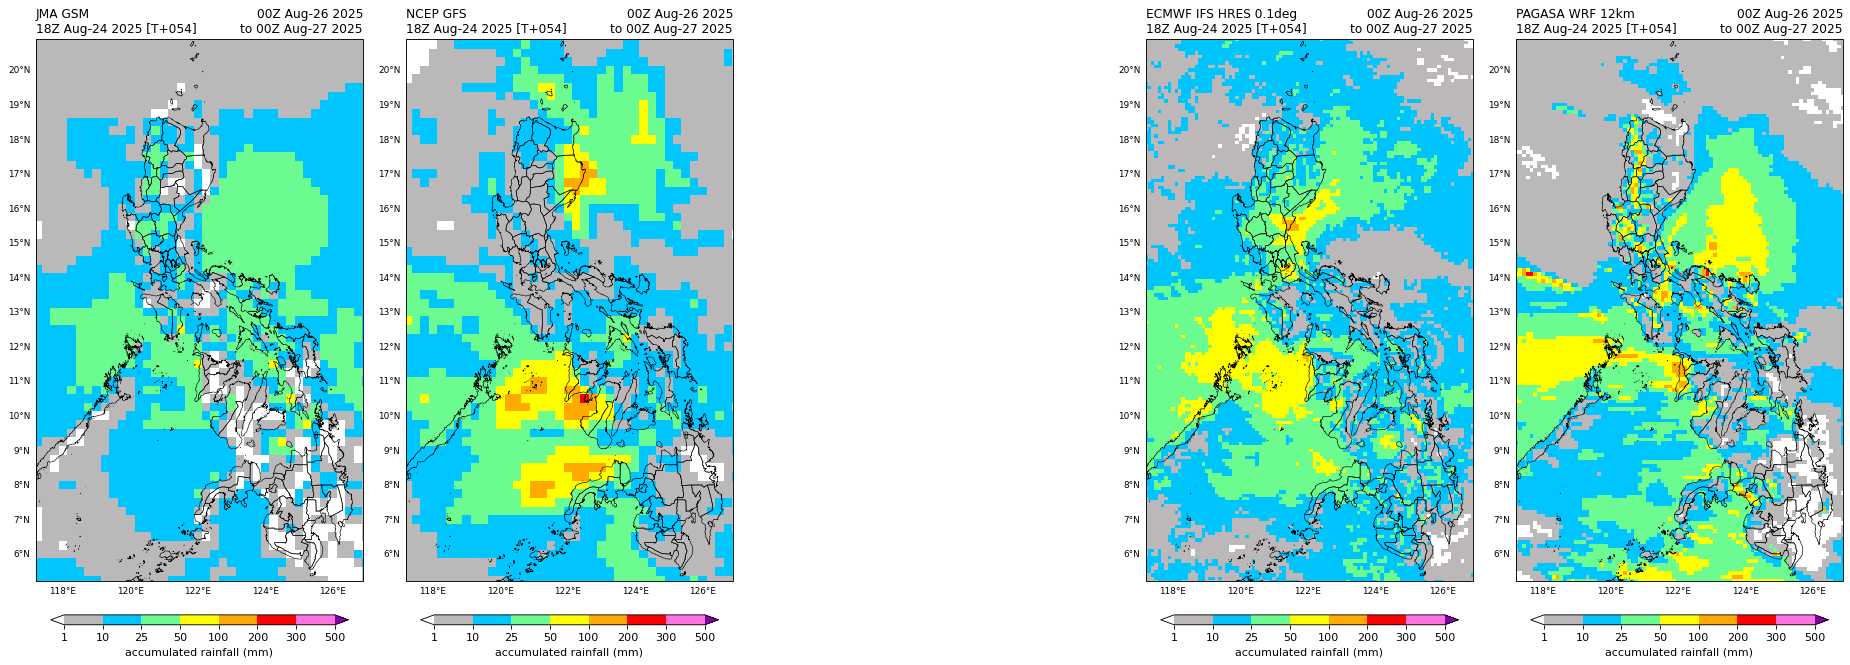 JMA GSM 00Z Aug-26 2025
18Z Aug-24 2025 [T+054] to 00Z Aug-27 2025
20°N
19°N
18°N
17°N
16°N
15°N
14°N
13°N
12°N
11°N
10°N
9°N
8°N
7°N
6°N
118°E 120°E 122°E 124°E 126°E
1 10 25 50 100 200 300 500
accumulated rainfall (mm)
NCEP GFS 00Z Aug-26 2025
18Z Aug-24 2025 [T+054] to 00Z Aug-27 2025
20°N
19°N
18°N
17°N
16°N
15°N
14°N
13°N
12°N
11°N
10°N
9°N
8°N
7°N
6°N
118°E 120°E 122°E 124°E 126°E
1 10 25 50 100 200 300 500
accumulated rainfall (mm)
ECMWF IFS HRES 0.1deg 00Z Aug-26 2025
18Z Aug-24 2025 [T+054] to 00Z Aug-27 2025
20°N
19°N
18°N
17°N
16°N
15°N
14°N
13°N
12°N
11°N
10°N
9°N
8°N
7°N
6°N
118°E 120°E 122°E 124°E 126°E
1 10 25 50 100 200 300 500
accumulated rainfall (mm)
PAGASA WRF 12km 00Z Aug-26 2025
18Z Aug-24 2025 [T+054] to 00Z Aug-27 2025
20°N
19°N
18°N
17°N
16°N
15°N
14°N
13°N
12°N
11°N
10°N
9°N
8°N
7°N
6°N
118°E 120°E 122°E 124°E 126°E
1 10 25 50 100 200 300 500
accumulated rainfall (mm)